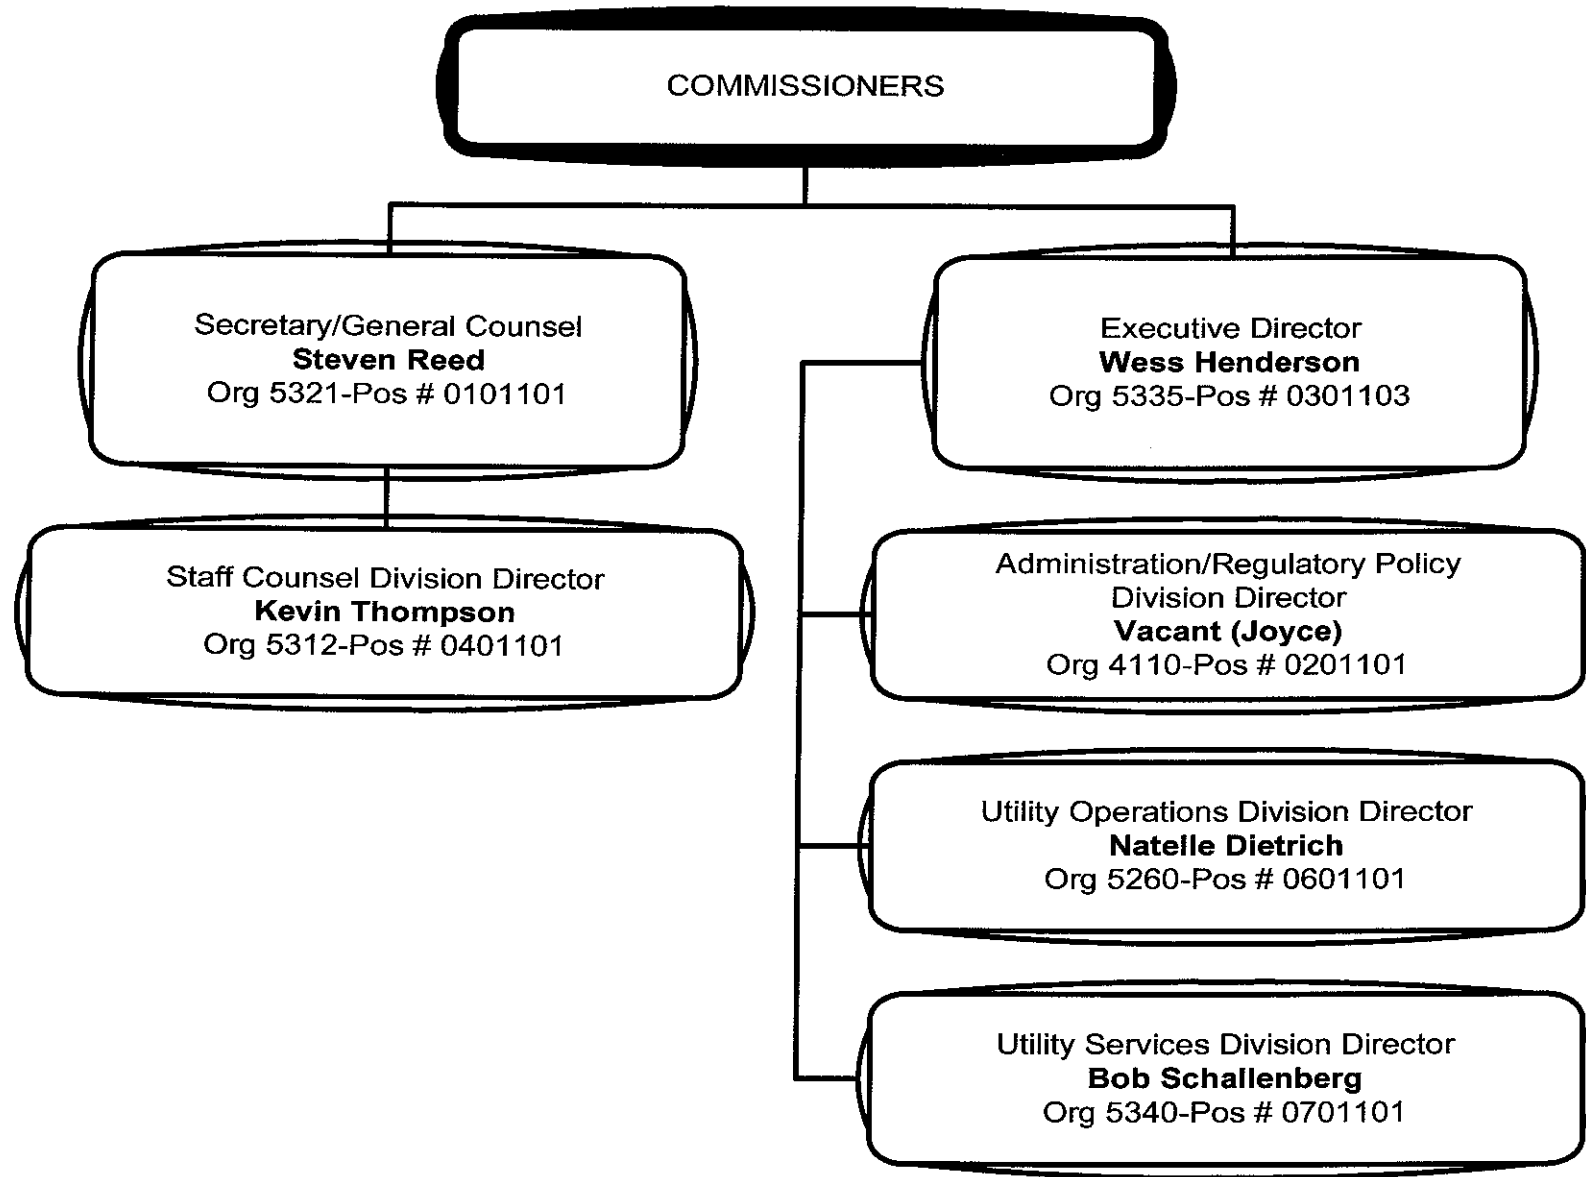 COMMISSIONERS
Secretary/General Counsel
Steven Reed
Org 5321-Pos # 0101101
Executive Director
Wess Henderson
Org 5335-Pos # 0301103
Staff Counsel Division Director
Kevin Thompson
Org 5312-Pos # 0401101
Administration/Regulatory Policy
Division Director
Vacant (Joyce)
Org 4110-Pos # 0201101
Utility Operations Division Director
Natelle Dietrich
Org 5260-Pos # 0601101
Utility Services Division Director
Bob Schallenberg
Org 5340-Pos # 0701101